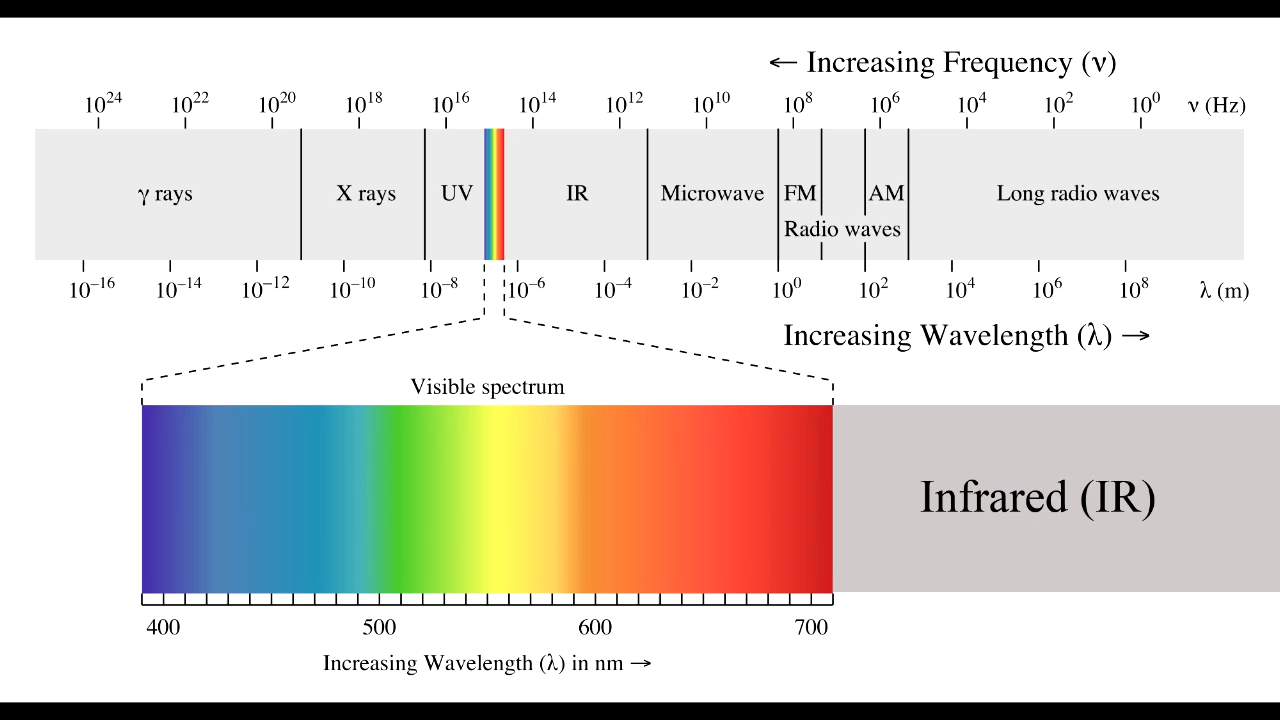 ← Increasing Frequency (ν)
10²⁴ 10²² 10²⁰ 10¹⁸ 10¹⁶ 10¹⁴ 10¹² 10¹⁰ 10⁸ 10⁶ 10⁴ 10² 10⁰ ν (Hz)
γ rays X rays UV IR Microwave FM AM Long radio waves
Radio waves
10⁻¹⁶ 10⁻¹⁴ 10⁻¹² 10⁻¹⁰ 10⁻⁸ 10⁻⁶ 10⁻⁴ 10⁻² 10⁰ 10² 10⁴ 10⁶ 10⁸ λ (m)
Increasing Wavelength (λ) →
Visible spectrum
Infrared (IR)
400 500 600 700
Increasing Wavelength (λ) in nm →